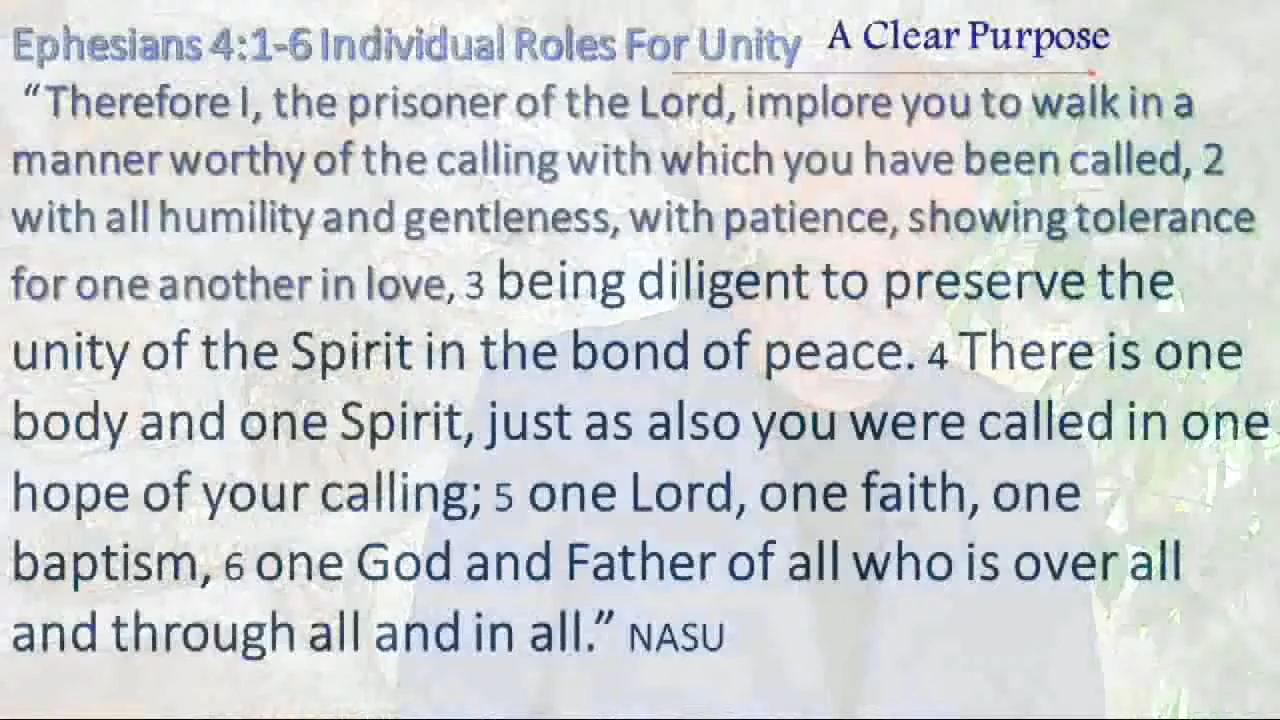 Ephesians 4:1-6 Individual Roles For Unity A Clear Purpose
“Therefore I, the prisoner of the Lord, implore you to walk in a
manner worthy of the calling with which you have been called, 2
with all humility and gentleness, with patience, showing tolerance
for one another in love, 3 being diligent to preserve the
unity of the Spirit in the bond of peace. 4 There is one
body and one Spirit, just as also you were called in one
hope of your calling; 5 one Lord, one faith, one
baptism, 6 one God and Father of all who is over all
and through all and in all.” NASU